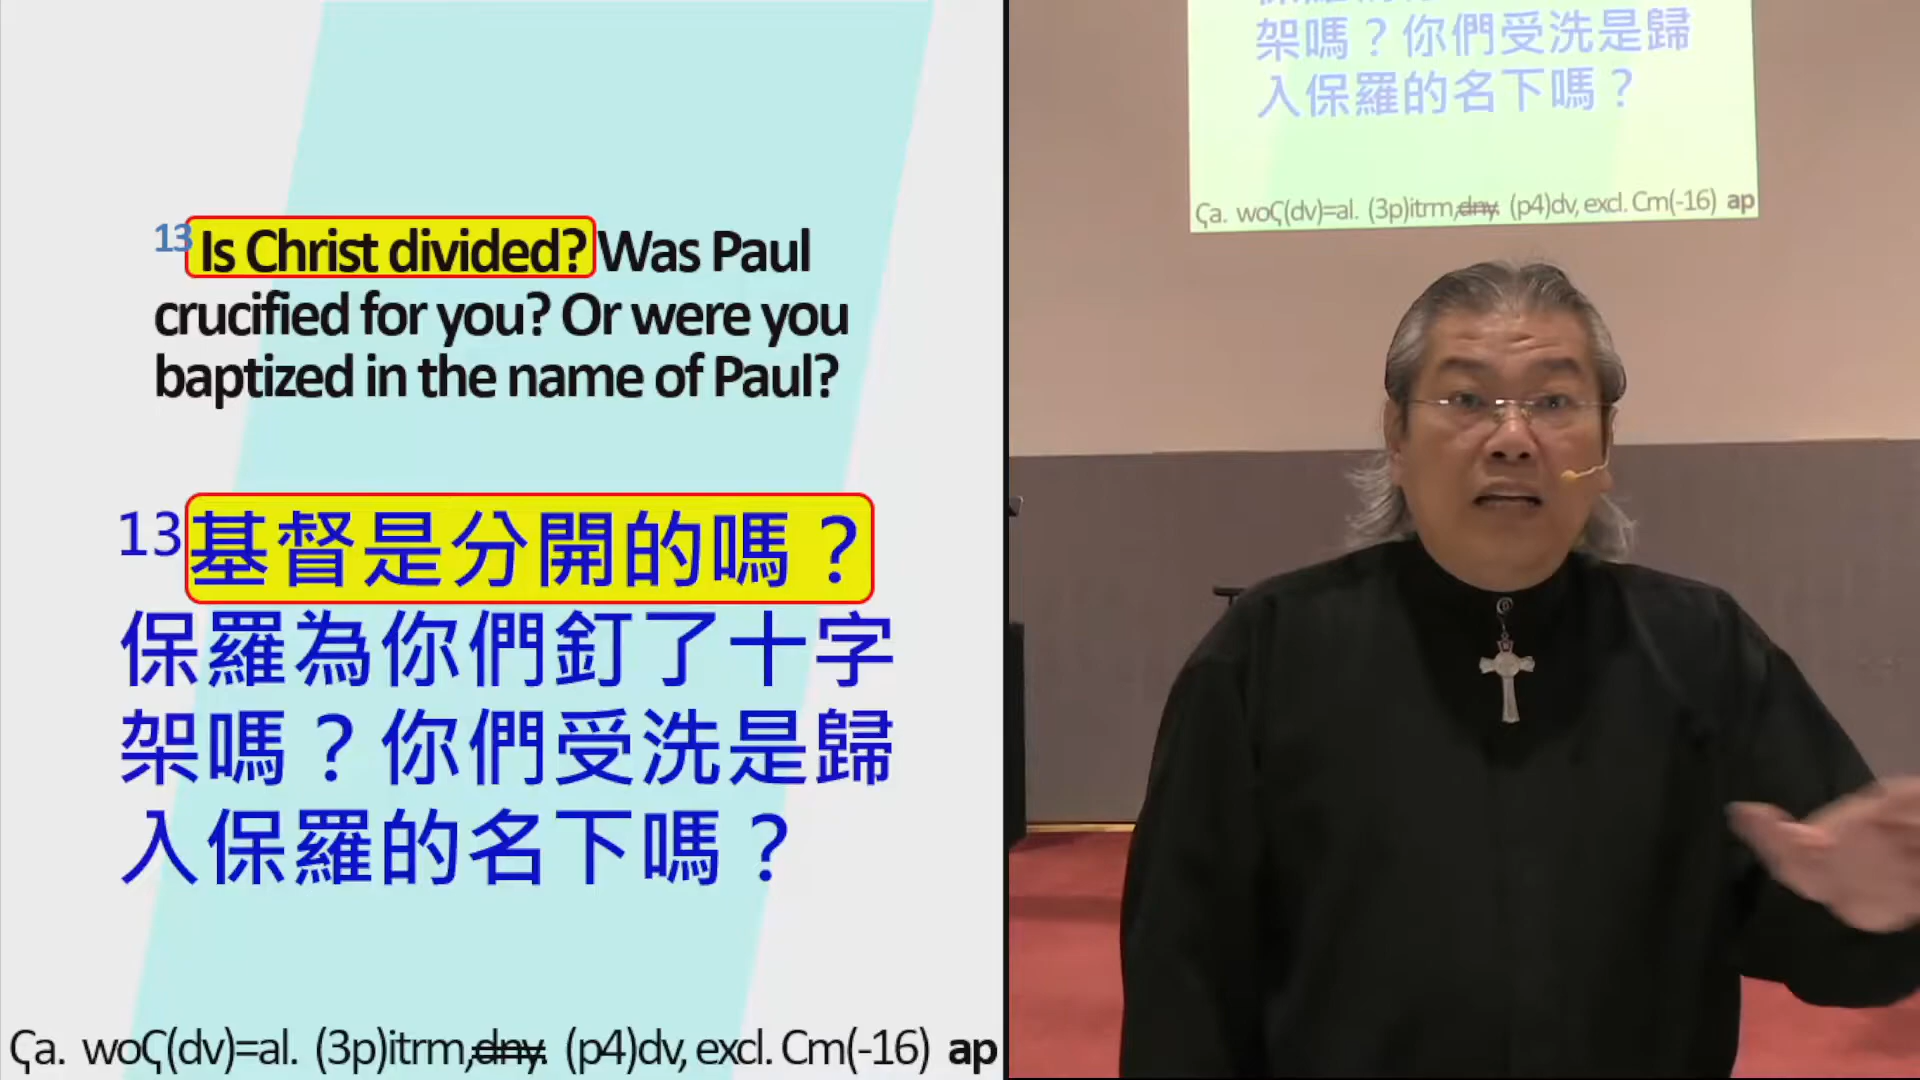 13 Is Christ divided? Was Paul
crucified for you? Or were you
baptized in the name of Paul?
13基督是分開的嗎？
保羅為你們釘了十字
架嗎？你們受洗是歸
入保羅的名下嗎？
Ϛa. woϚ(dv)=al. (3p)itrm,dny. (p4)dv, excl. Cm(-16) ap
架嗎？你們受洗是歸
入保羅的名下嗎？
Ϛa. woϚ(dv)=al. (3p)itrm,dny. (p4)dv, excl. Cm(-16) ap